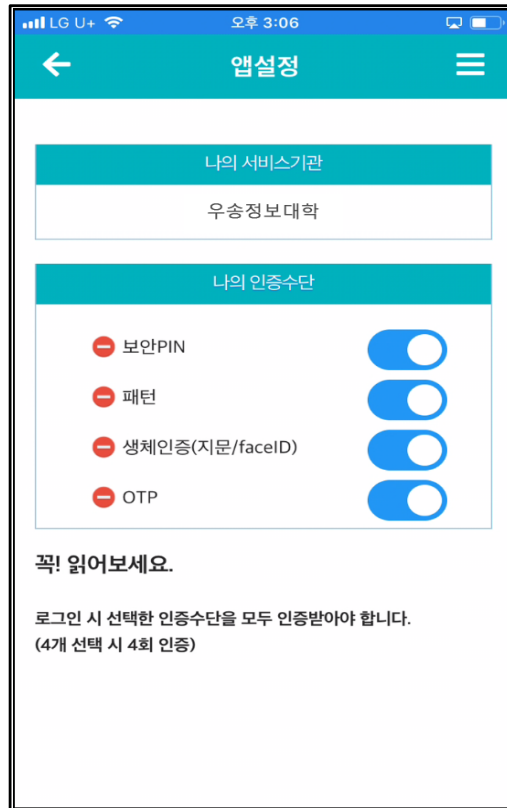 LG U+ 오후 3:06
앱설정
나의 서비스기관
우송정보대학
나의 인증수단
보안PIN
패턴
생체인증(지문/faceID)
OTP
꼭! 읽어보세요.
로그인 시 선택한 인증수단을 모두 인증받아야 합니다.
(4개 선택 시 4회 인증)